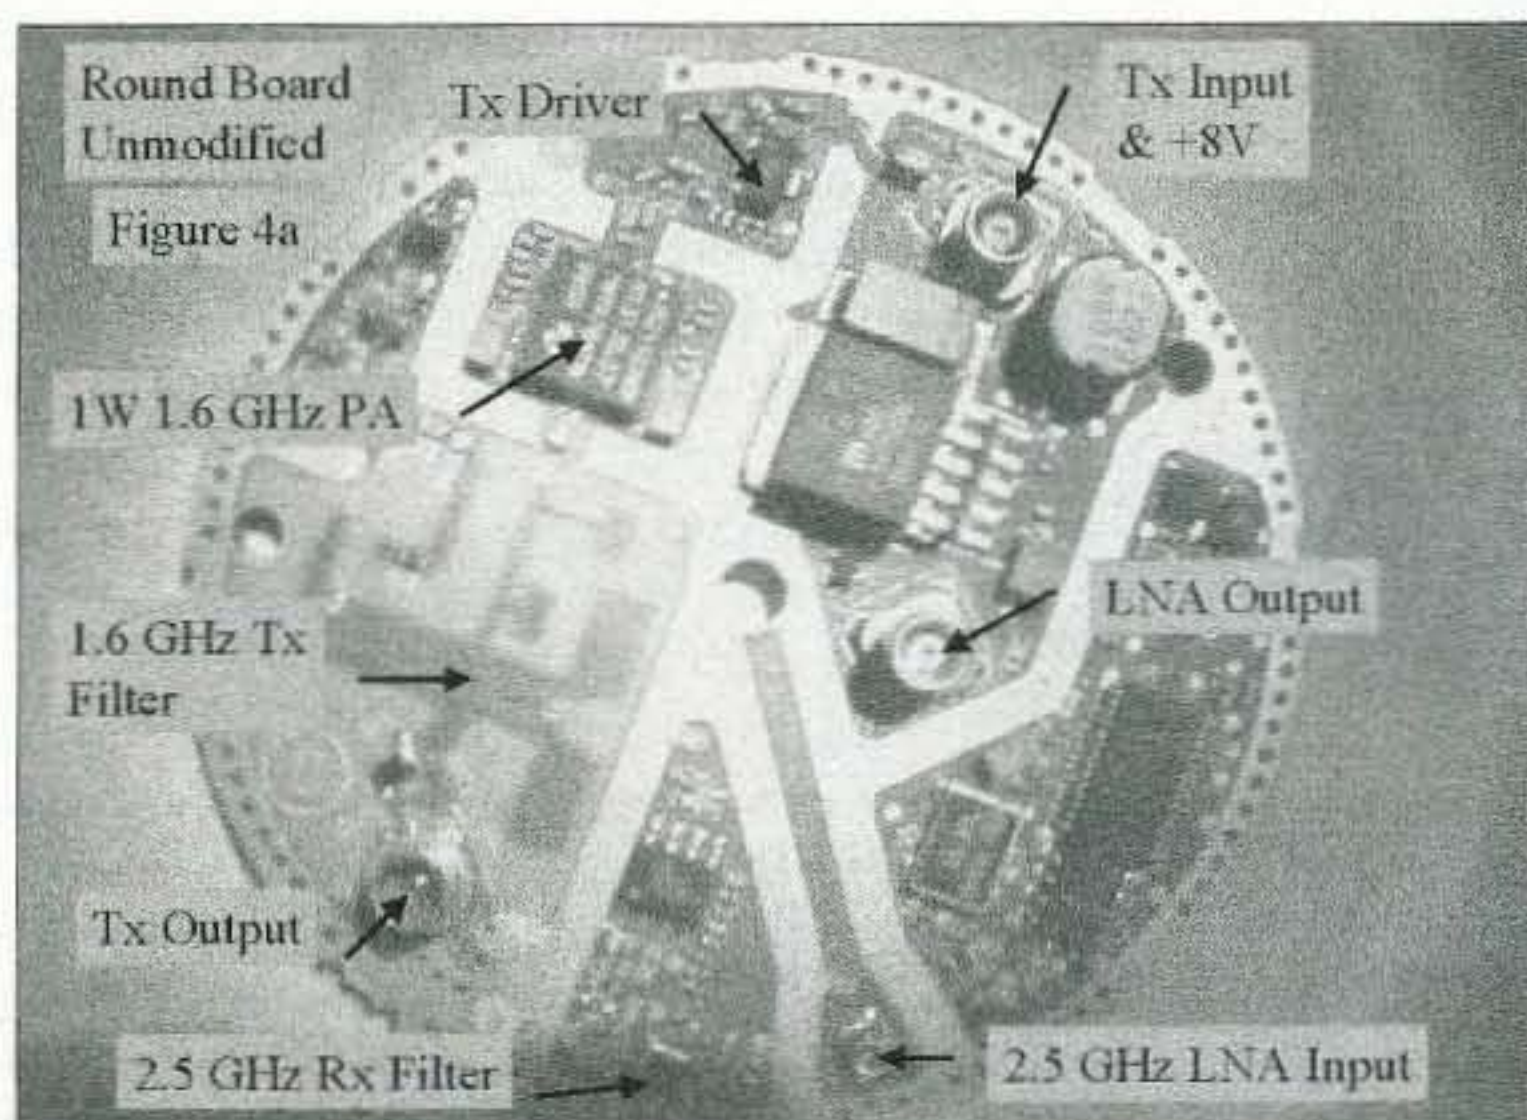 Round Board
Unmodified
Figure 4a
Tx Driver
Tx Input
& +8V
1W 1.6 GHz PA
LNA Output
1.6 GHz Tx
Filter
Tx Output
2.5 GHz Rx Filter
2.5 GHz LNA Input